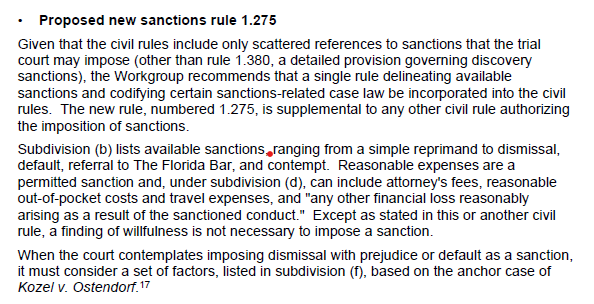 • Proposed new sanctions rule 1.275
Given that the civil rules include only scattered references to sanctions that the trial
court may impose (other than rule 1.380, a detailed provision governing discovery
sanctions), the Workgroup recommends that a single rule delineating available
sanctions and codifying certain sanctions-related case law be incorporated into the civil
rules. The new rule, numbered 1.275, is supplemental to any other civil rule authorizing
the imposition of sanctions.
Subdivision (b) lists available sanctions, ranging from a simple reprimand to dismissal,
default, referral to The Florida Bar, and contempt. Reasonable expenses are a
permitted sanction and, under subdivision (d), can include attorney's fees, reasonable
out-of-pocket costs and travel expenses, and "any other financial loss reasonably
arising as a result of the sanctioned conduct." Except as stated in this or another civil
rule, a finding of willfulness is not necessary to impose a sanction.
When the court contemplates imposing dismissal with prejudice or default as a sanction,
it must consider a set of factors, listed in subdivision (f), based on the anchor case of
Kozel v. Ostendorf.17